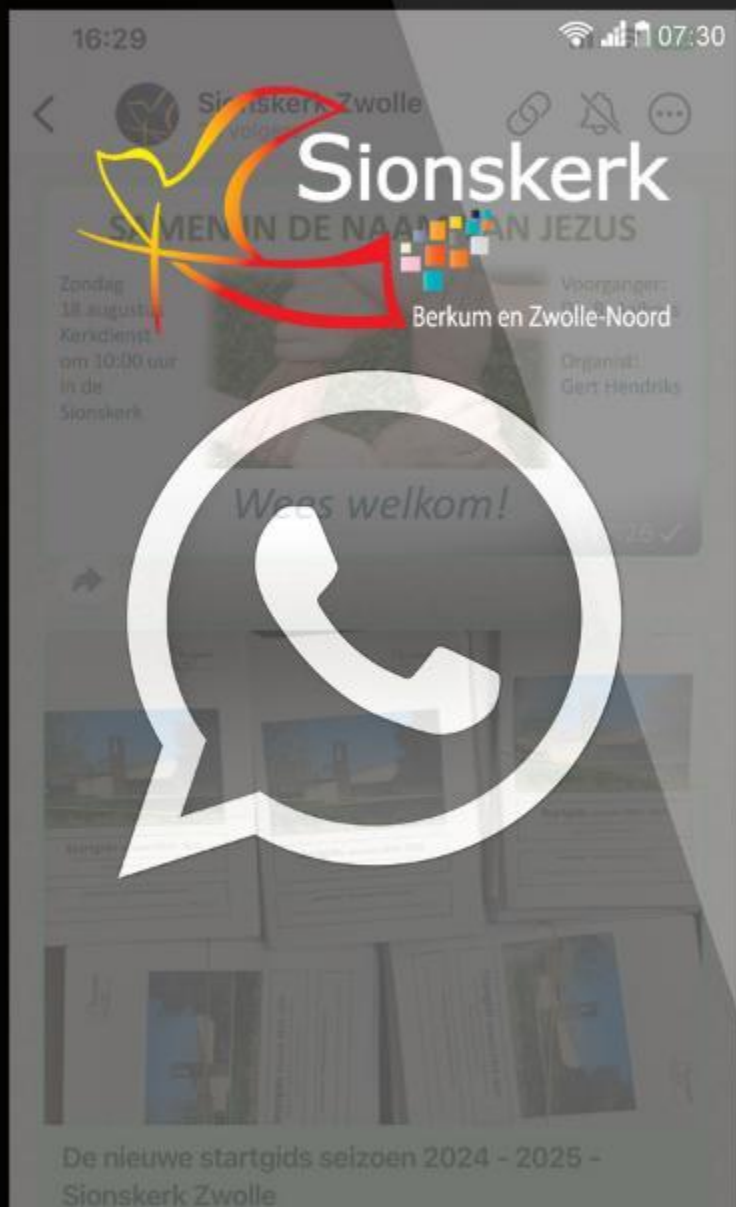 16:29
07:30
Sionskerk Zwolle
Sionskerk
SAMEN IN DE NAAM VAN JEZUS
Berkum en Zwolle-Noord
Zondag
18 augustus
Kerkdienst
om 10:00 uur
in de
Sionskerk
Voorganger:
Organist:
Gert Hendriks
Wees welkom!
De nieuwe startgids seizoen 2024 - 2025 -
Sionskerk Zwolle